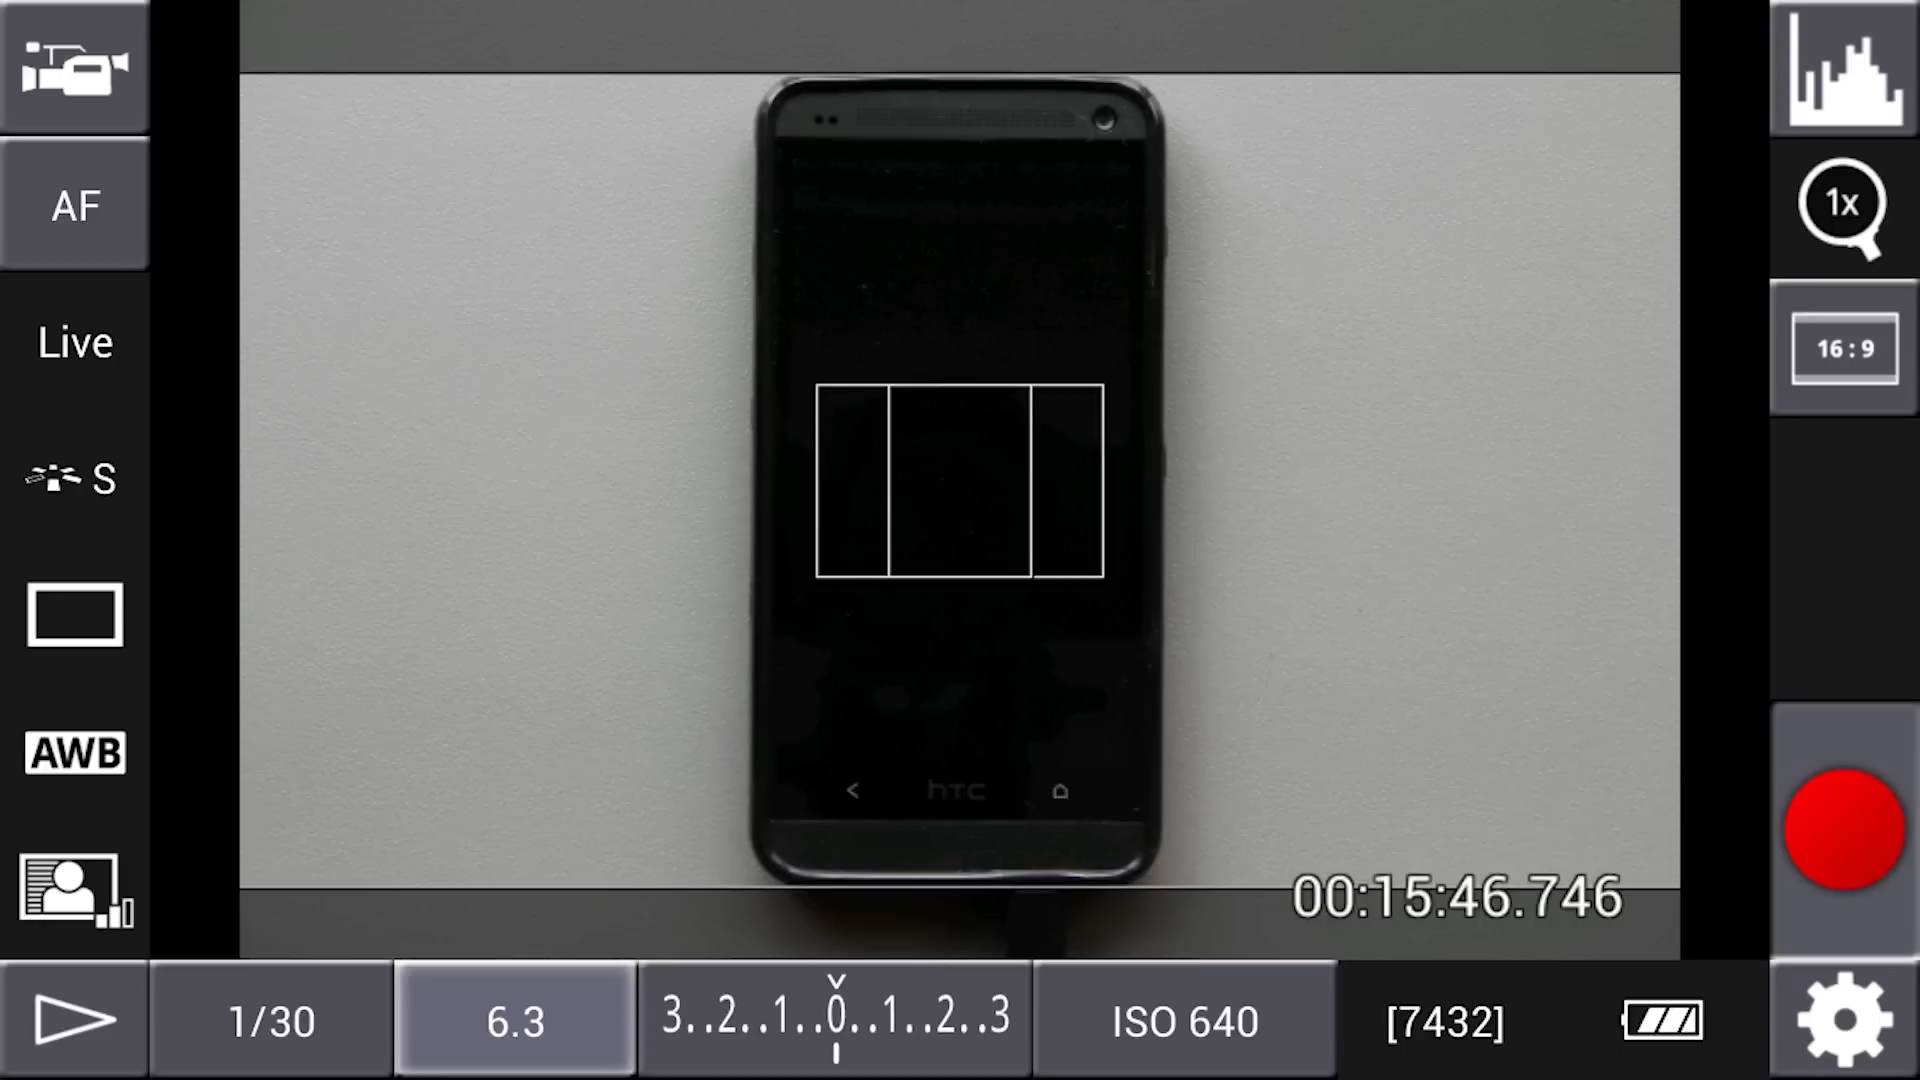 AF
1x
Live
16:9
S
AWB
< hTC
00:15:46.746
1/30
6.3
3..2..1..0..1..2..3
ISO 640
[7432]